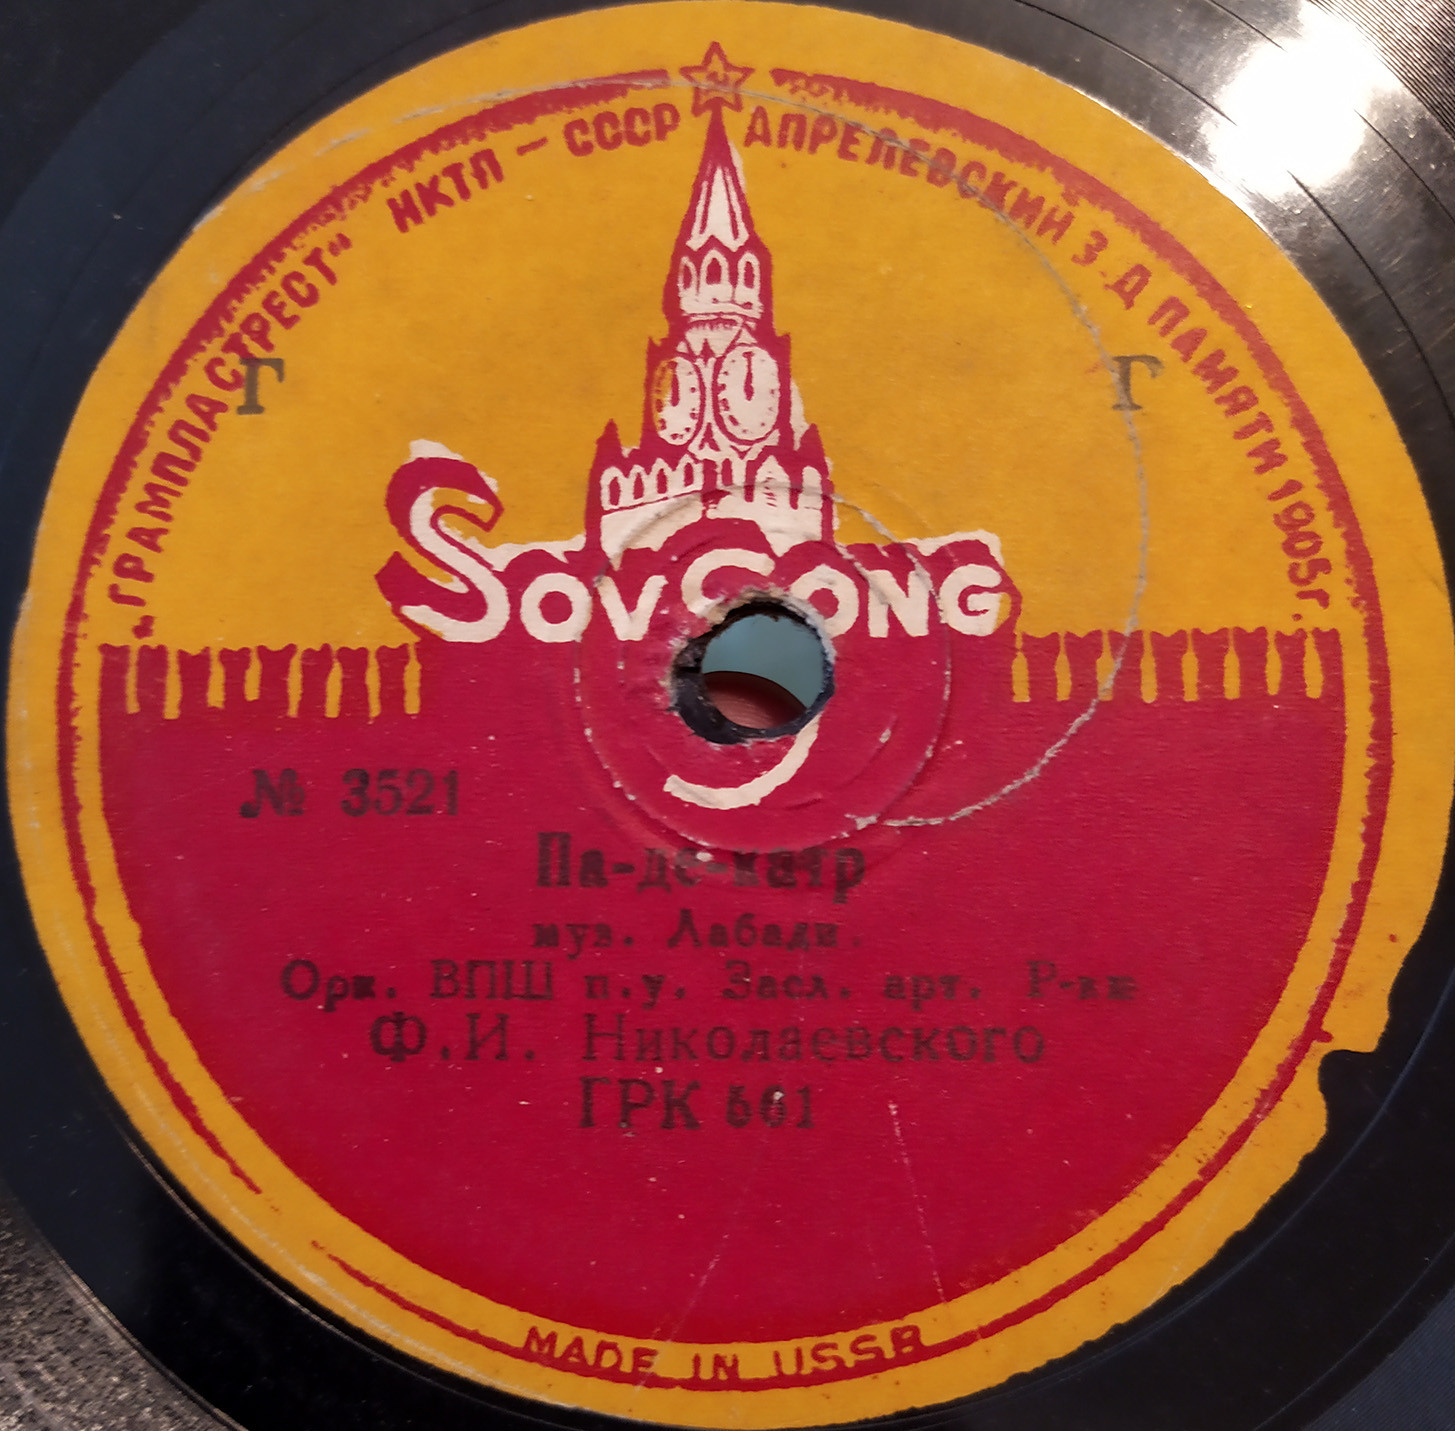 „ГРАМПЛАСТРЕСТ“ НКТП – СССР АПРЕЛЕВСКИЙ З-Д ПАМЯТИ 1905г.
Г Г
SovSong
№ 3521
Па-де-катр
муз. Лабади.
Орк. ВПШ п.у. Засл. арт. Р-ки
Ф.И. Николаевского
ГРК 661
MADE IN USSR